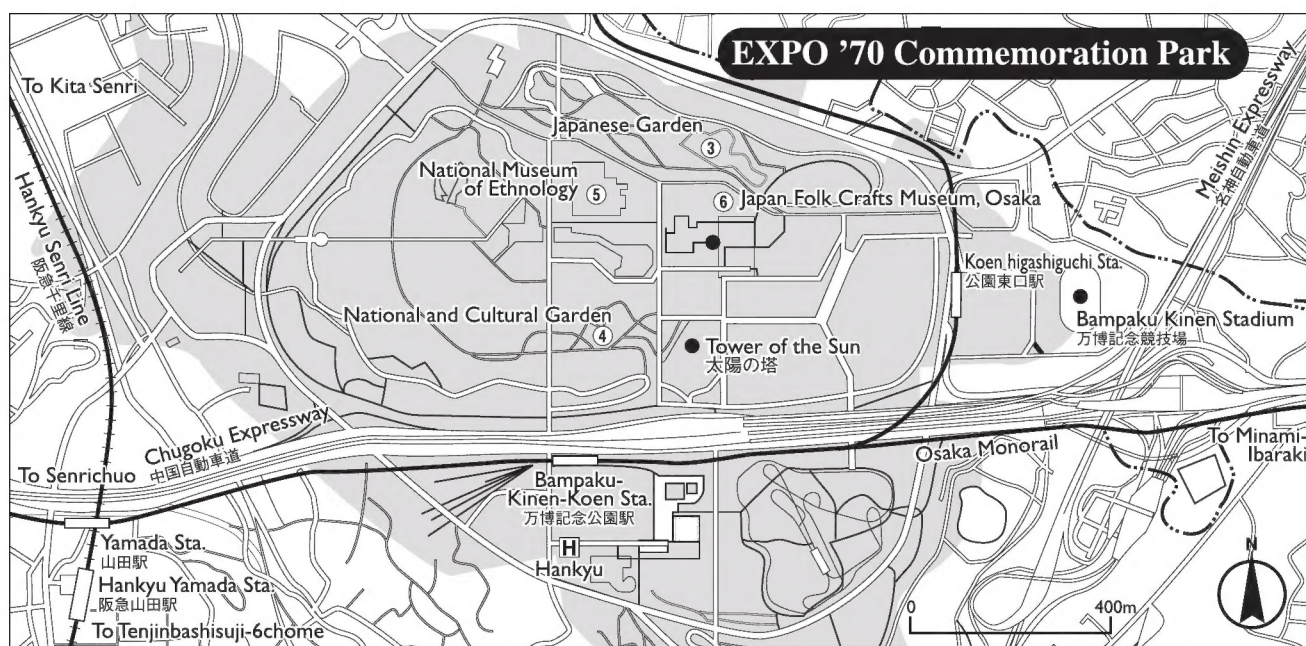 EXPO '70 Commemoration Park
To Kita Senri
Japanese Garden
3
National Museum
of Ethnology
5
6
Japan Folk Crafts Museum, Osaka
Meishin Expressway
名神自動車道
Hankyu Senri Line
阪急千里線
Koen higashiguchi Sta.
公園東口駅
National and Cultural Garden
4
Tower of the Sun
太陽の塔
Bampaku Kinen Stadium
万博記念競技場
Chugoku Expressway
中国自動車道
To Senrichuo
Osaka Monorail
To Minami-
Ibaraki
Bampaku-
Kinen-Koen Sta.
万博記念公園駅
Yamada Sta.
山田駅
H
Hankyu
Hankyu Yamada Sta.
阪急山田駅
To Tenjinbashisuji-6chome
N
0 400m